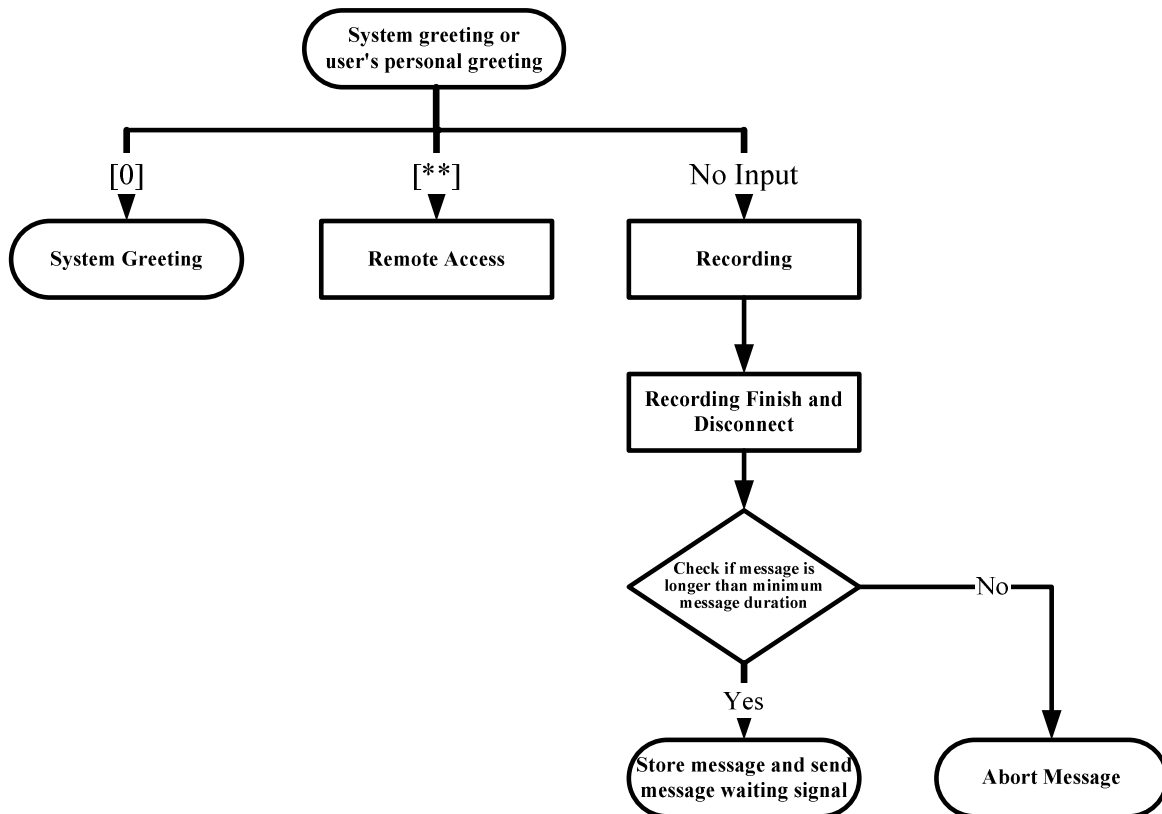 System greeting or
user's personal greeting
[0]
[**]
No Input
System Greeting
Remote Access
Recording
Recording Finish and
Disconnect
Check if message is
longer than minimum
message duration
No
Yes
Store message and send
message waiting signal
Abort Message